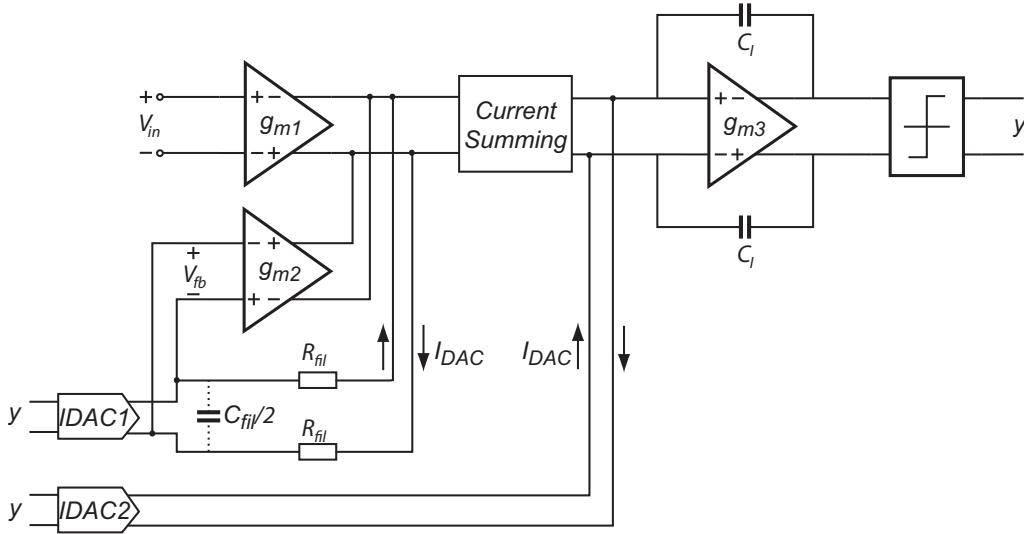 C_I
+ V_in −
+ − g_m1 − +
Current Summing
+ − g_m3 − +
C_I
y
+ V_fb −
− + g_m2 + −
R_fil
I_DAC
I_DAC
y
IDAC1
C_fil/2
R_fil
y
IDAC2